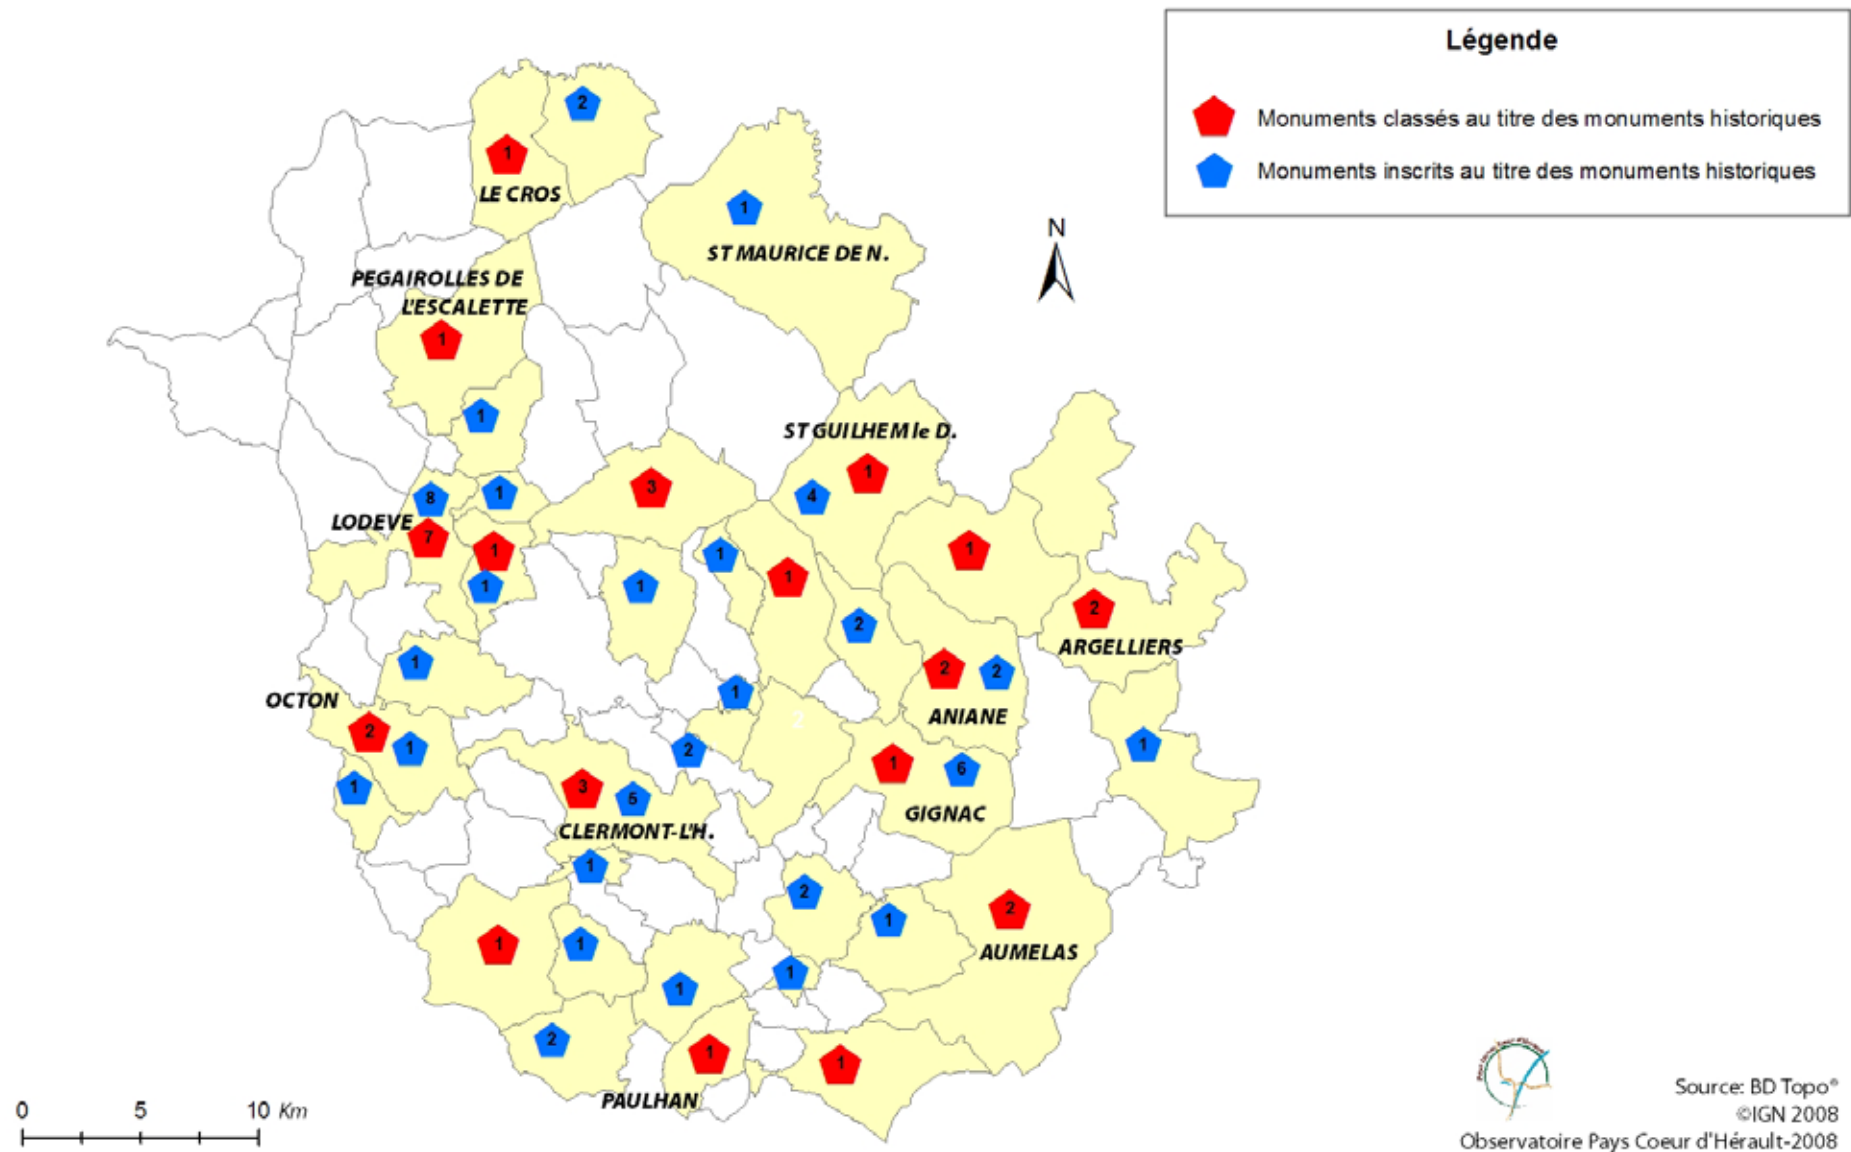 Légende
Monuments classés au titre des monuments historiques
Monuments inscrits au titre des monuments historiques
2
1
LE CROS
1
ST MAURICE DE N.
N
PEGAIROLLES DE
L'ESCALETTE
1
1
ST GUILHEM le D.
1
4
3
8
1
LODEVE
7
1
1
1
1
1
1
2
2
ARGELLIERS
2
2
ANIANE
1
1
OCTON
2
1
1
2
2
1
1
6
GIGNAC
3
5
CLERMONT-L'H.
1
2
1
2
AUMELAS
1
1
1
1
2
1
1
PAULHAN
0 5 10 Km
Source: BD Topo®
©IGN 2008
Observatoire Pays Coeur d'Hérault-2008